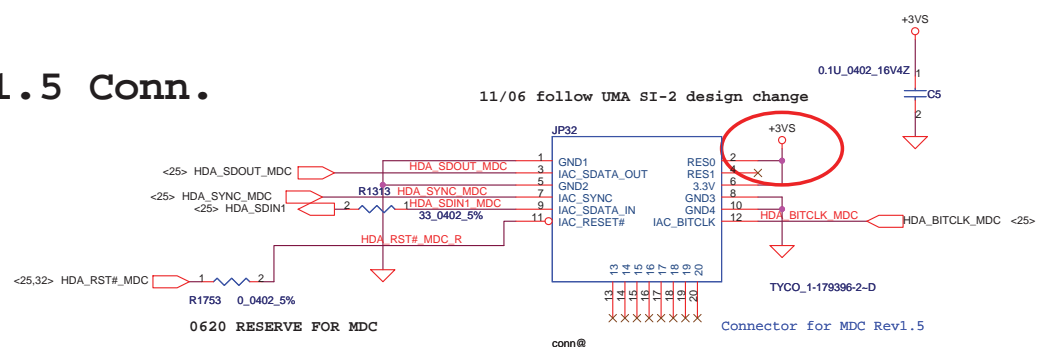 +3VS
0.1U_0402_16V4Z
1
C5
2
1.5 Conn.
11/06 follow UMA SI-2 design change
JP32
+3VS
<25> HDA_SDOUT_MDC
HDA_SDOUT_MDC
1 GND1
3 IAC_SDATA_OUT
5 GND2
7 IAC_SYNC
9 IAC_SDATA_IN
11 IAC_RESET#
RES0 2
RES1 4
3.3V 6
GND3 8
GND4 10
IAC_BITCLK 12
<25> HDA_SYNC_MDC
R1313 HDA_SYNC_MDC
<25> HDA_SDIN1
2 1 HDA_SDIN1_MDC
33_0402_5%
HDA_BITCLK_MDC
HDA_BITCLK_MDC <25>
HDA_RST#_MDC_R
<25,32> HDA_RST#_MDC
1 2
R1753 0_0402_5%
13 14 15 16 17 18 19 20
13 14 15 16 17 18 19 20
TYCO_1-179396-2~D
0620 RESERVE FOR MDC
Connector for MDC Rev1.5
conn@